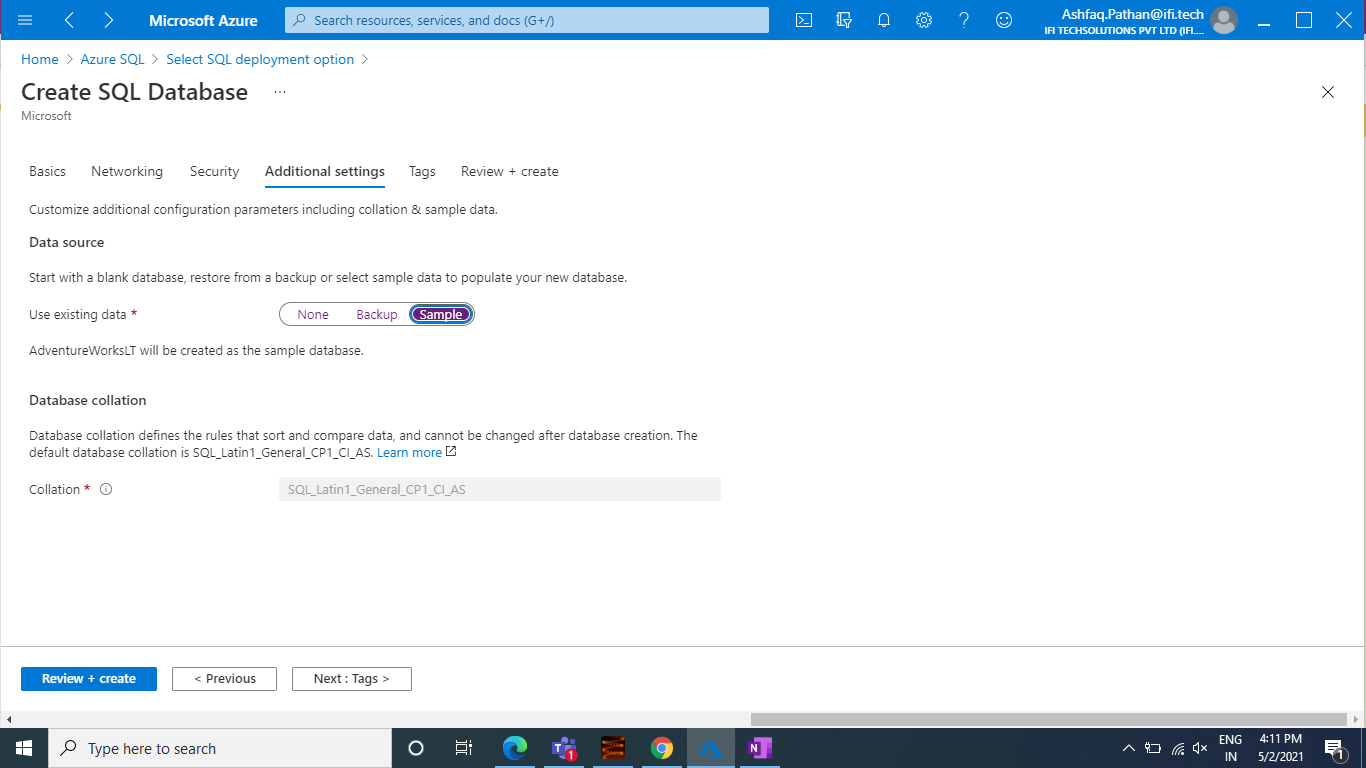 Microsoft Azure
Search resources, services, and docs (G+/)
Ashfaq.Pathan@ifi.tech
IFI TECHSOLUTIONS PVT LTD (IFI....
Home > Azure SQL > Select SQL deployment option >
Create SQL Database ...
Microsoft
Basics Networking Security Additional settings Tags Review + create
Customize additional configuration parameters including collation & sample data.
Data source
Start with a blank database, restore from a backup or select sample data to populate your new database.
Use existing data * None Backup Sample
AdventureWorksLT will be created as the sample database.
Database collation
Database collation defines the rules that sort and compare data, and cannot be changed after database creation. The
default database collation is SQL_Latin1_General_CP1_CI_AS. Learn more
Collation * SQL_Latin1_General_CP1_CI_AS
Review + create < Previous Next : Tags >
Type here to search
T 1
N
ENG
IN
4:11 PM
5/2/2021
1